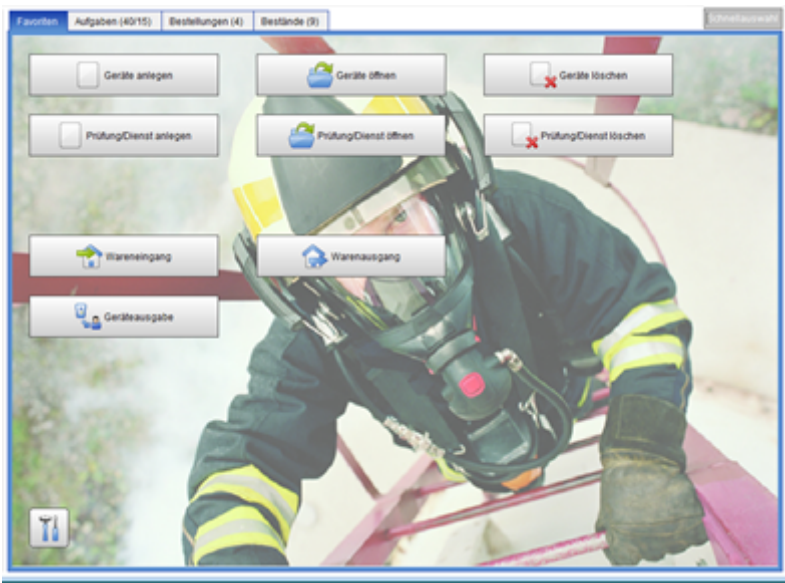 Favoriten
Aufgaben (40/15)
Bestellungen (4)
Bestände (9)
Schnellauswahl
Geräte anlegen
Geräte öffnen
Geräte löschen
Prüfung/Dienst anlegen
Prüfung/Dienst öffnen
Prüfung/Dienst löschen
Wareneingang
Warenausgang
Geräteausgabe